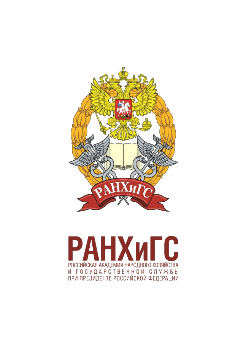 РАНХиГС
РАНХиГС
РОССИЙСКАЯ АКАДЕМИЯ НАРОДНОГО ХОЗЯЙСТВА
И ГОСУДАРСТВЕННОЙ СЛУЖБЫ
ПРИ ПРЕЗИДЕНТЕ РОССИЙСКОЙ ФЕДЕРАЦИИ